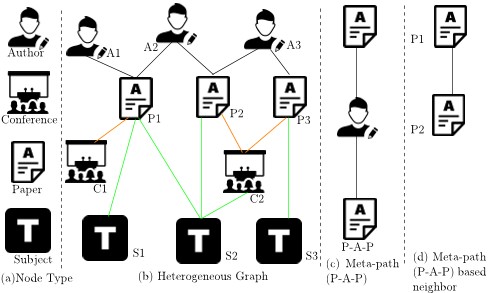 Author
Conference
A
Paper
T
Subject
(a)Node Type
A1
A2
A3
A
P1
A
P2
A
P3
C1
C2
T
S1
T
S2
T
S3
(b) Heterogeneous Graph
A
A
P-A-P
(c) Meta-path
(P-A-P)
P1
A
P2
A
(d) Meta-path
(P-A-P) based
neighbor